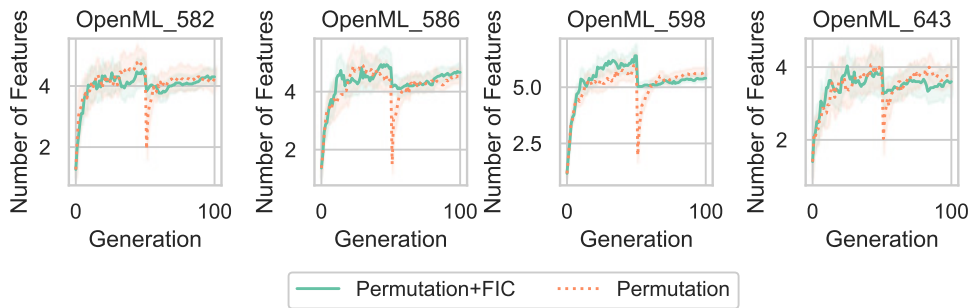 OpenML_582
OpenML_586
OpenML_598
OpenML_643
Number of Features
4
2
0
100
Generation
Number of Features
4
2
0
100
Generation
Number of Features
5.0
2.5
0
100
Generation
Number of Features
4
2
0
100
Generation
Permutation+FIC
Permutation